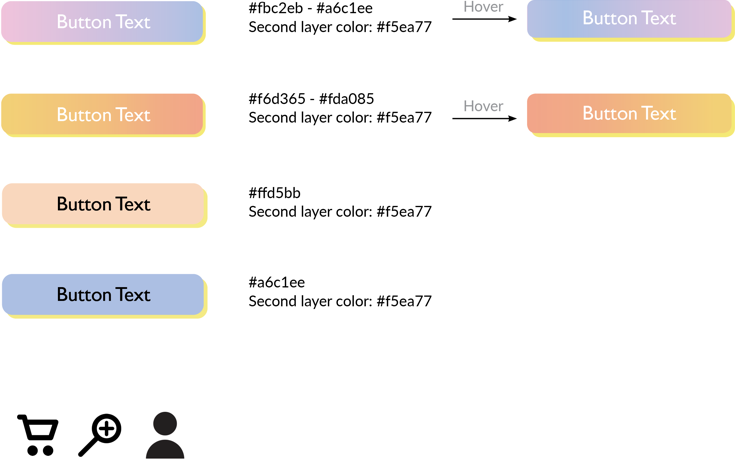 Button Text
#fbc2eb - #a6c1ee
Second layer color: #f5ea77
Hover
Button Text
Button Text
#f6d365 - #fda085
Second layer color: #f5ea77
Hover
Button Text
Button Text
#ffd5bb
Second layer color: #f5ea77
Button Text
#a6c1ee
Second layer color: #f5ea77